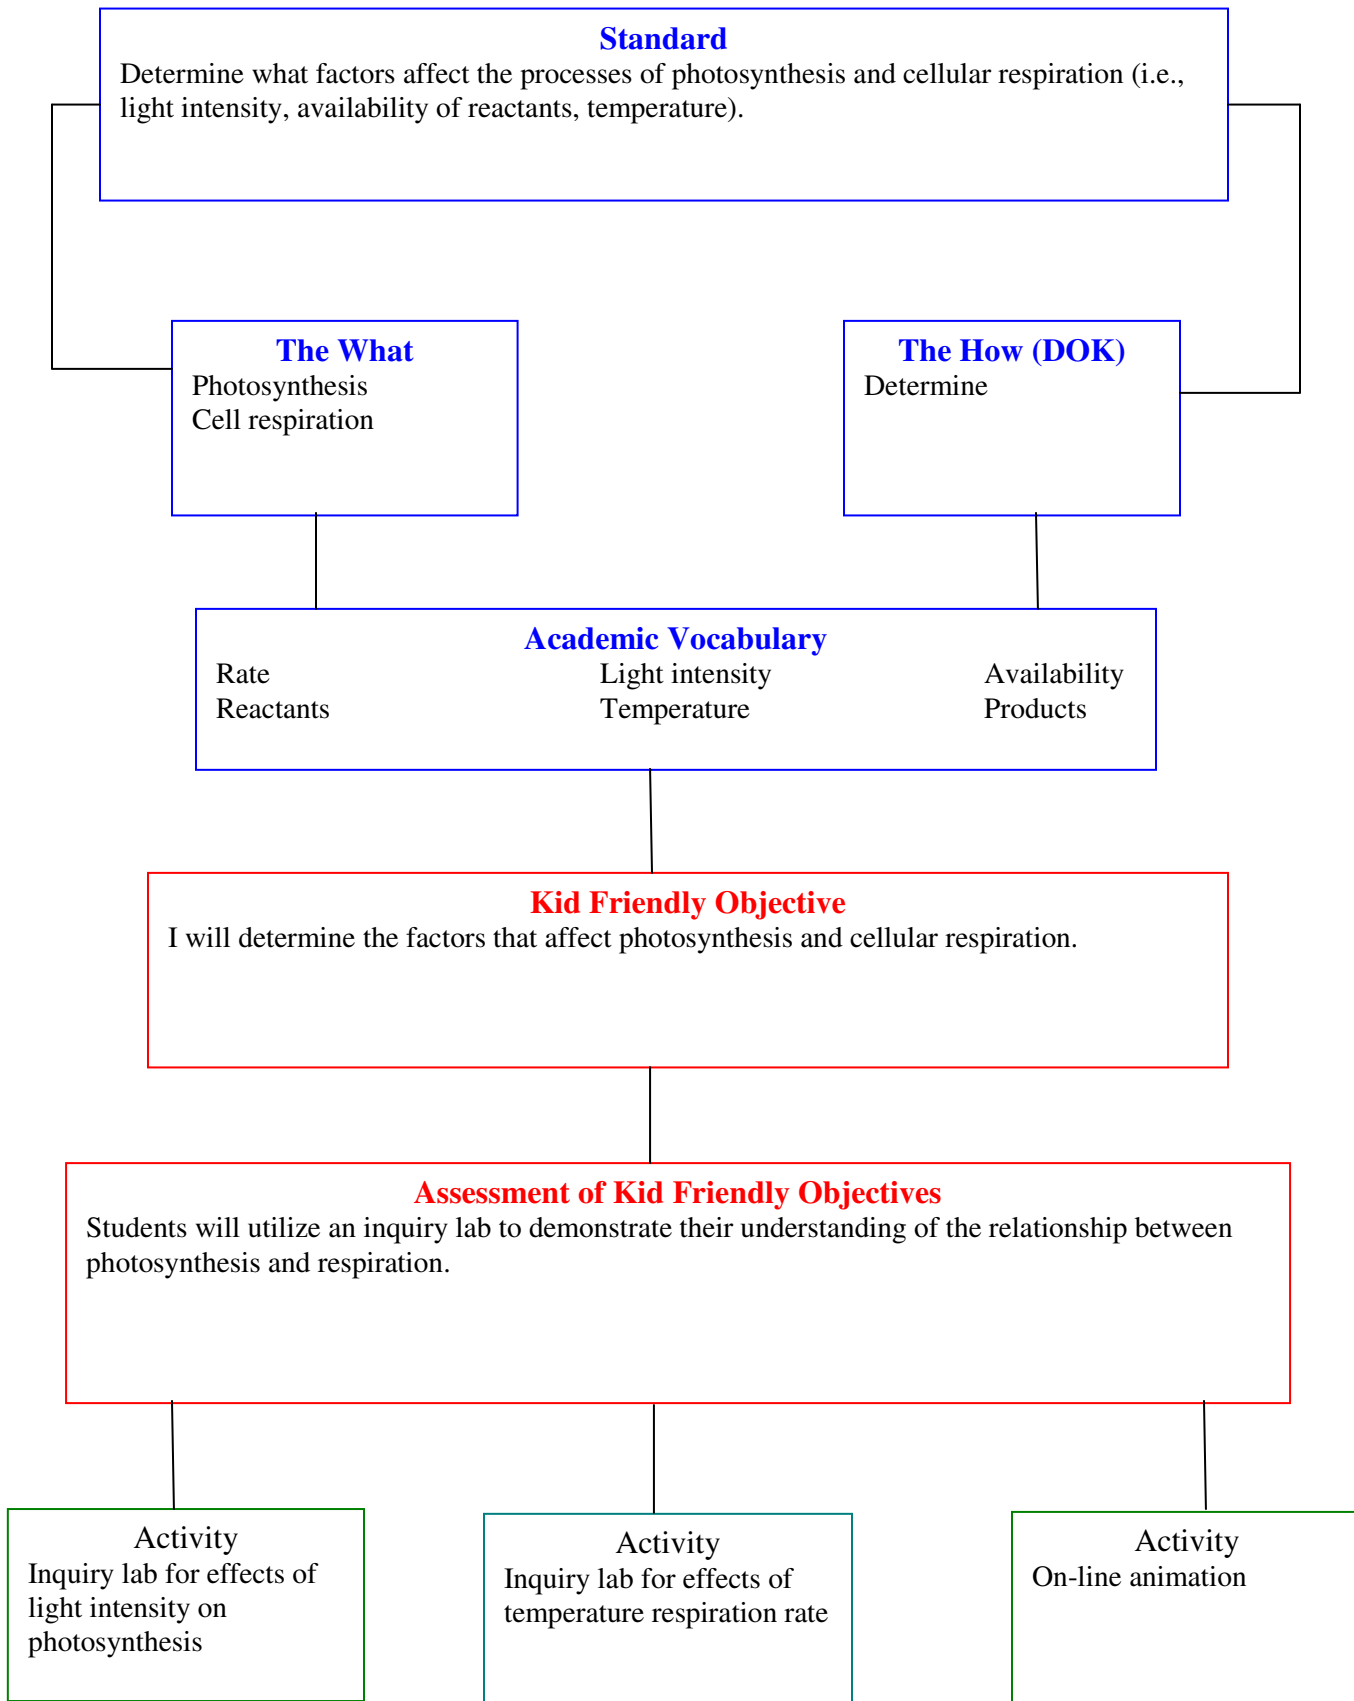 Standard
Determine what factors affect the processes of photosynthesis and cellular respiration (i.e.,
light intensity, availability of reactants, temperature).
The What
Photosynthesis
Cell respiration
The How (DOK)
Determine
Academic Vocabulary
Rate Light intensity Availability
Reactants Temperature Products
Kid Friendly Objective
I will determine the factors that affect photosynthesis and cellular respiration.
Assessment of Kid Friendly Objectives
Students will utilize an inquiry lab to demonstrate their understanding of the relationship between
photosynthesis and respiration.
Activity
Inquiry lab for effects of
light intensity on
photosynthesis
Activity
Inquiry lab for effects of
temperature respiration rate
Activity
On-line animation